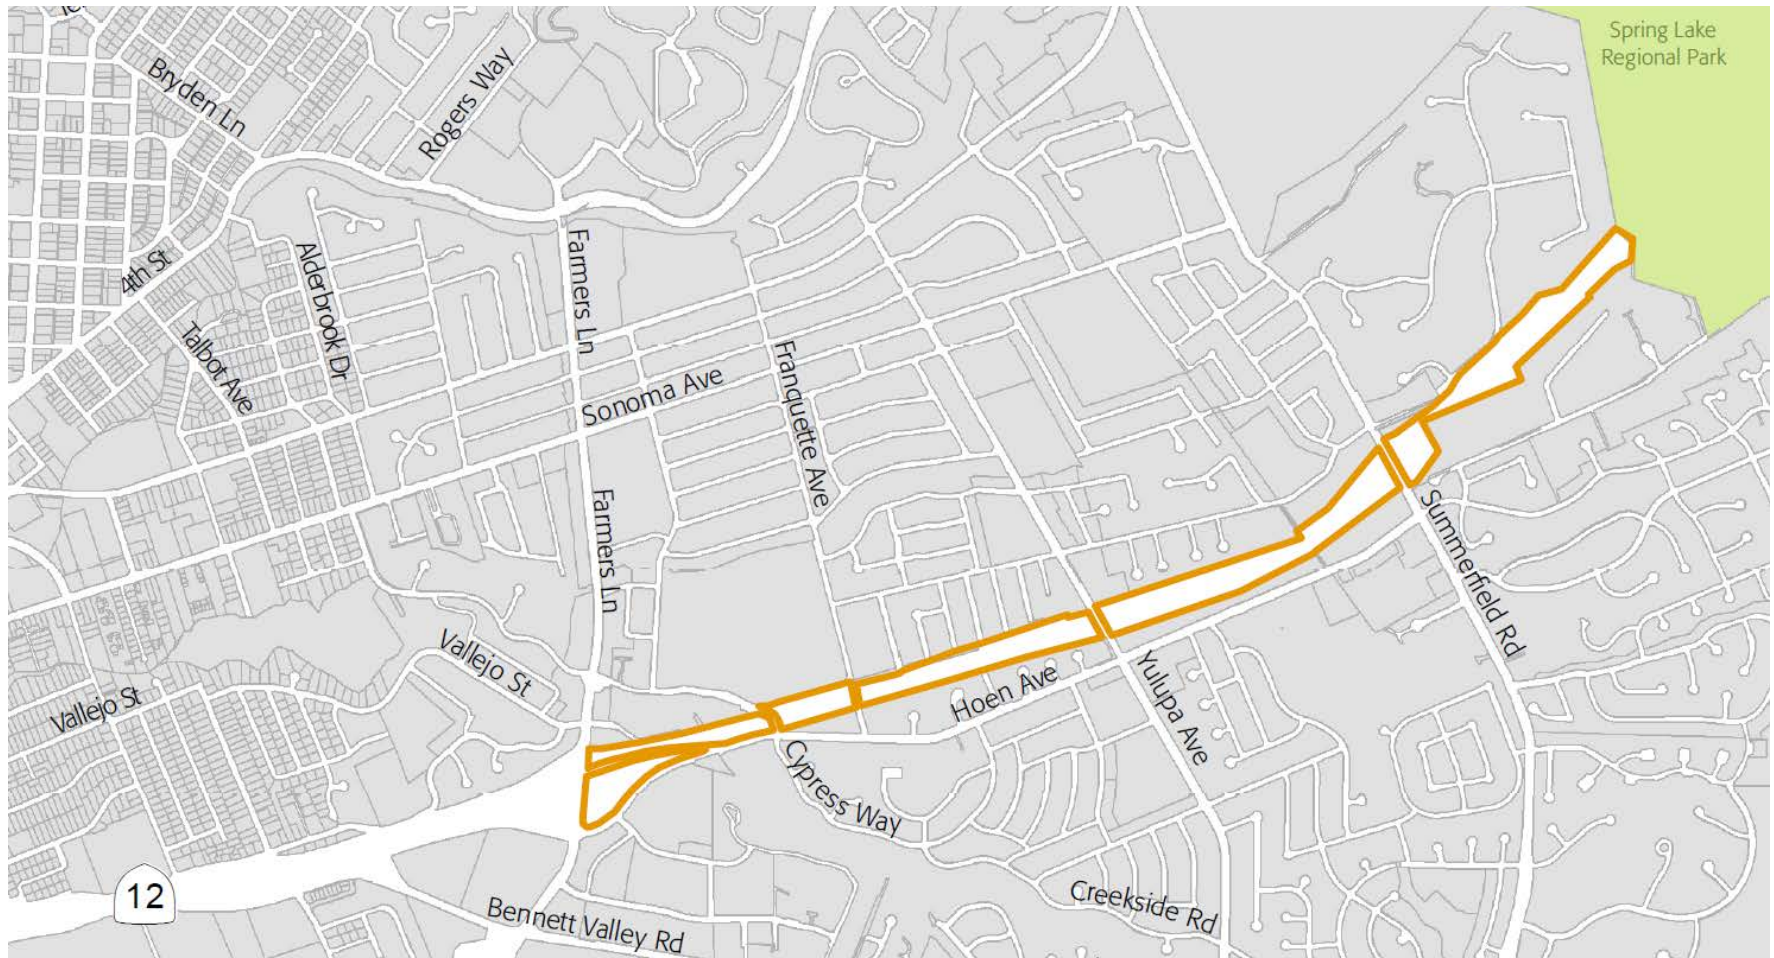 Spring Lake
Regional Park
Bryden Ln
Rogers Way
4th St
Alderbrook Dr
Farmers Ln
Talbot Ave
Sonoma Ave
Franquette Ave
Farmers Ln
Summerfield Rd
Vallejo St
Vallejo St
Hoen Ave
Yulupa Ave
Cypress Way
12
Creekside Rd
Bennett Valley Rd